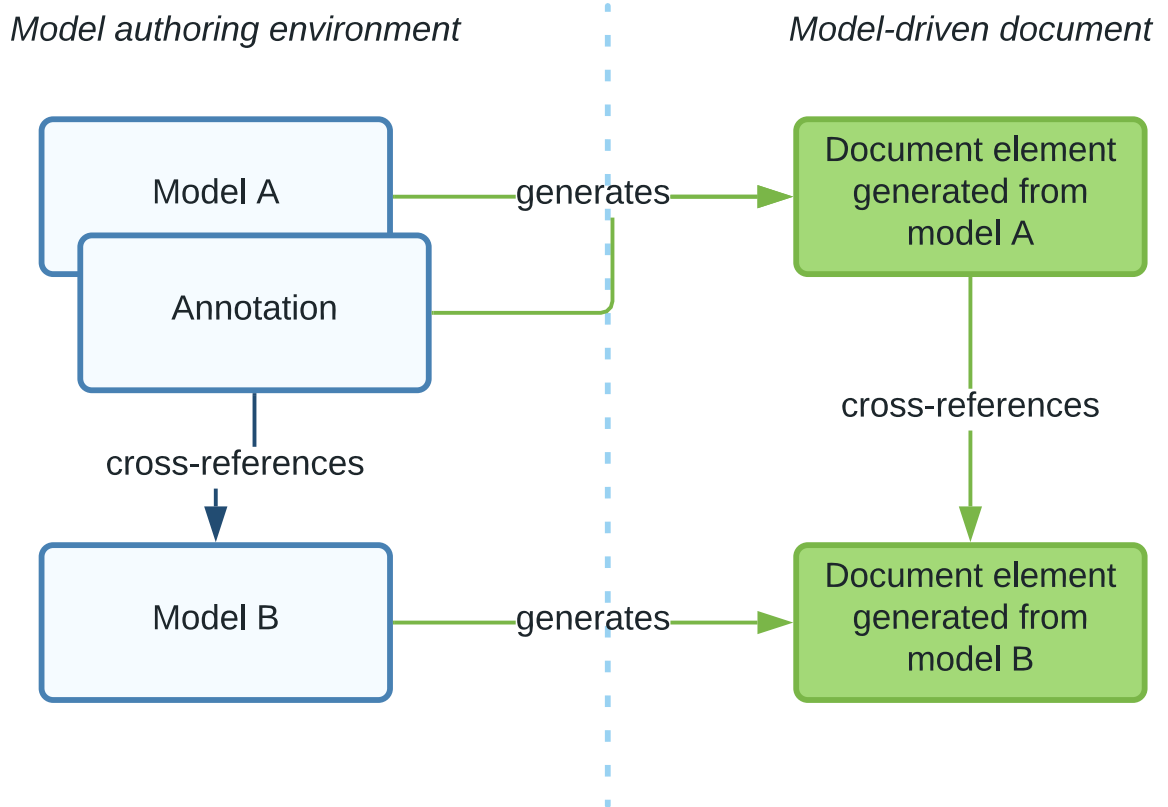 Model authoring environment
Model-driven document
Model A
generates
Document element
generated from
model A
Annotation
cross-references
cross-references
Model B
generates
Document element
generated from
model B